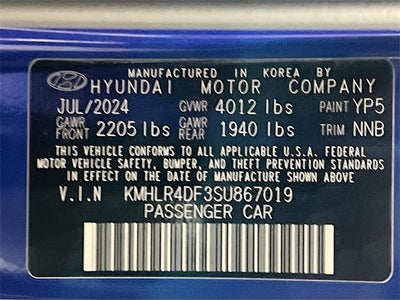 MANUFACTURED IN KOREA BY
HYUNDAI MOTOR COMPANY
JUL/2024 GVWR 4012 lbs PAINT YP5
GAWR FRONT 2205 lbs GAWR REAR 1940 lbs TRIM NNB
THIS VEHICLE CONFORMS TO ALL APPLICABLE U.S.A. FEDERAL
MOTOR VEHICLE SAFETY, BUMPER, AND THEFT PREVENTION STANDARDS
IN EFFECT ON THE DATE OF MANUFACTURE SHOWN ABOVE.
V.I.N KMHLR4DF3SU867019
PASSENGER CAR